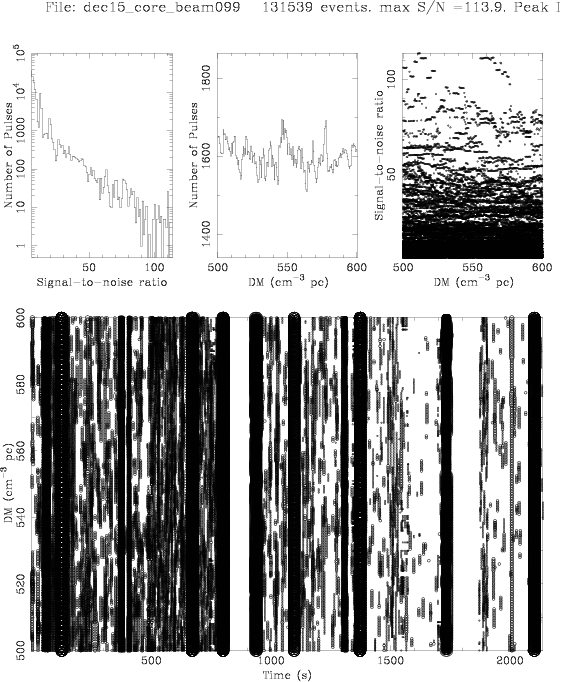 File: dec15_core_beam099 131539 events. max S/N =113.9. Peak
Number of Pulses
1 10 100 1000 10^4 10^5
50 100
Signal-to-noise ratio
Number of Pulses
1400 1600 1800
500 550 600
DM (cm^-3 pc)
Signal-to-noise ratio
50 100
500 550 600
DM (cm^-3 pc)
DM (cm^-3 pc)
500 520 540 560 580 600
500 1000 1500 2000
Time (s)